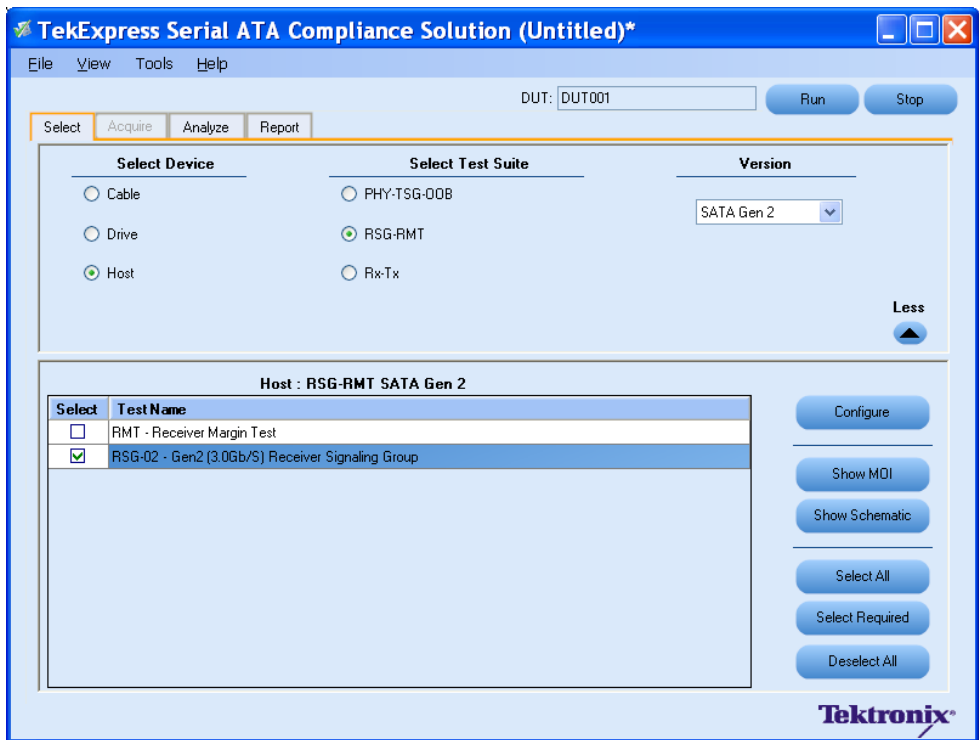 TekExpress Serial ATA Compliance Solution (Untitled)*
File View Tools Help
DUT: DUT001 Run Stop
Select Acquire Analyze Report
Select Device Select Test Suite Version
Cable PHY-TSG-OOB
SATA Gen 2
Drive RSG-RMT
Host Rx-Tx
Less
Host : RSG-RMT SATA Gen 2
Select Test Name
Configure
RMT - Receiver Margin Test
RSG-02 - Gen2 (3.0Gb/S) Receiver Signaling Group
Show MOI
Show Schematic
Select All
Select Required
Deselect All
Tektronix